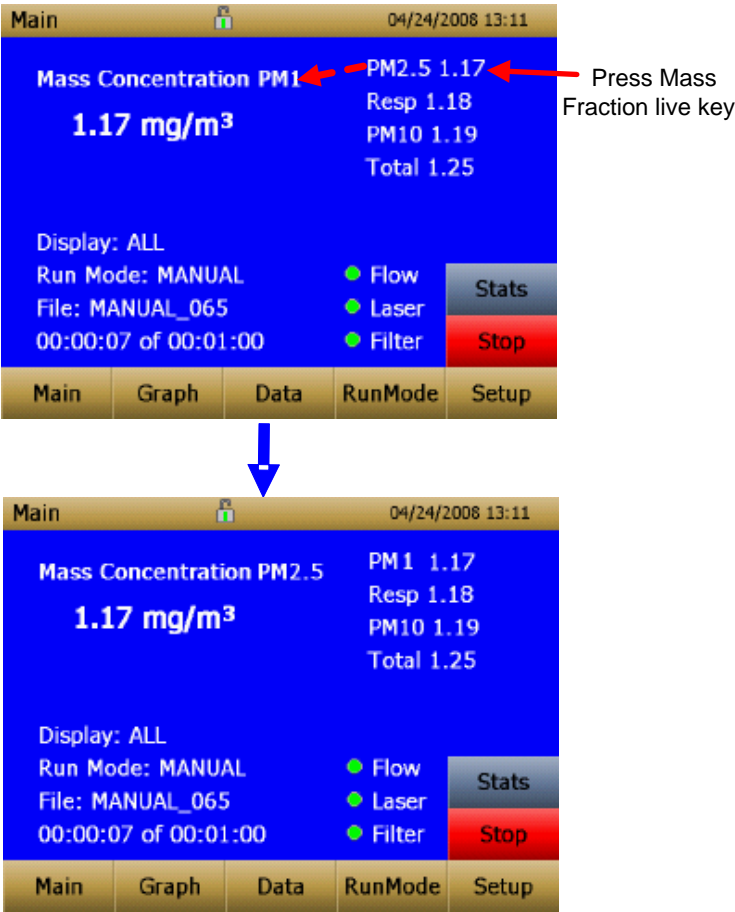 Main 04/24/2008 13:11
Mass Concentration PM1
1.17 mg/m³
PM2.5 1.17
Resp 1.18
PM10 1.19
Total 1.25
Press Mass
Fraction live key
Display: ALL
Run Mode: MANUAL
File: MANUAL_065
00:00:07 of 00:01:00
Flow
Laser
Filter
Stats
Stop
Main Graph Data RunMode Setup
Main 04/24/2008 13:11
Mass Concentration PM2.5
1.17 mg/m³
PM1 1.17
Resp 1.18
PM10 1.19
Total 1.25
Display: ALL
Run Mode: MANUAL
File: MANUAL_065
00:00:07 of 00:01:00
Flow
Laser
Filter
Stats
Stop
Main Graph Data RunMode Setup